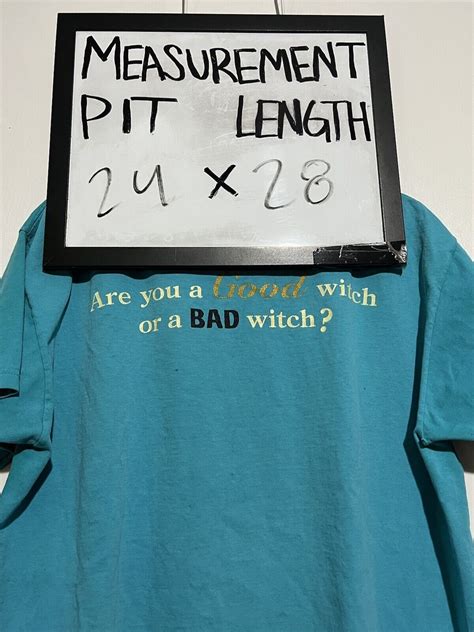 MEASUREMENT
PIT LENGTH
24 x 28
Are you a Good witch
or a BAD witch?